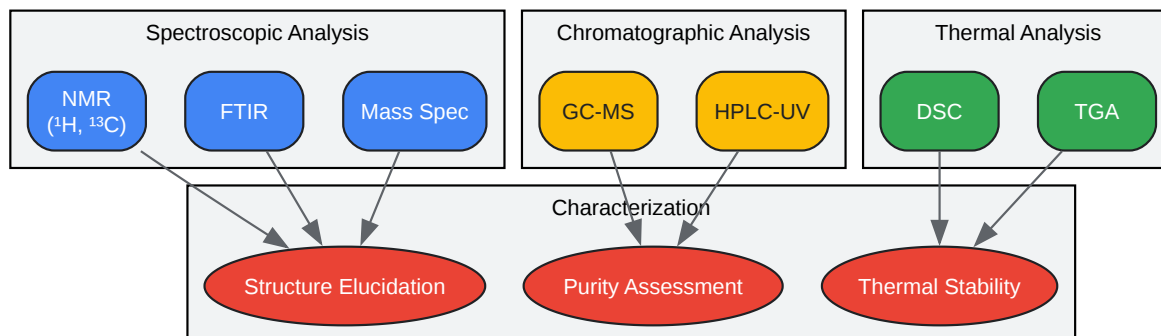 Spectroscopic Analysis
Chromatographic Analysis
Thermal Analysis
NMR
(¹H, ¹³C)
FTIR
Mass Spec
GC-MS
HPLC-UV
DSC
TGA
Characterization
Structure Elucidation
Purity Assessment
Thermal Stability